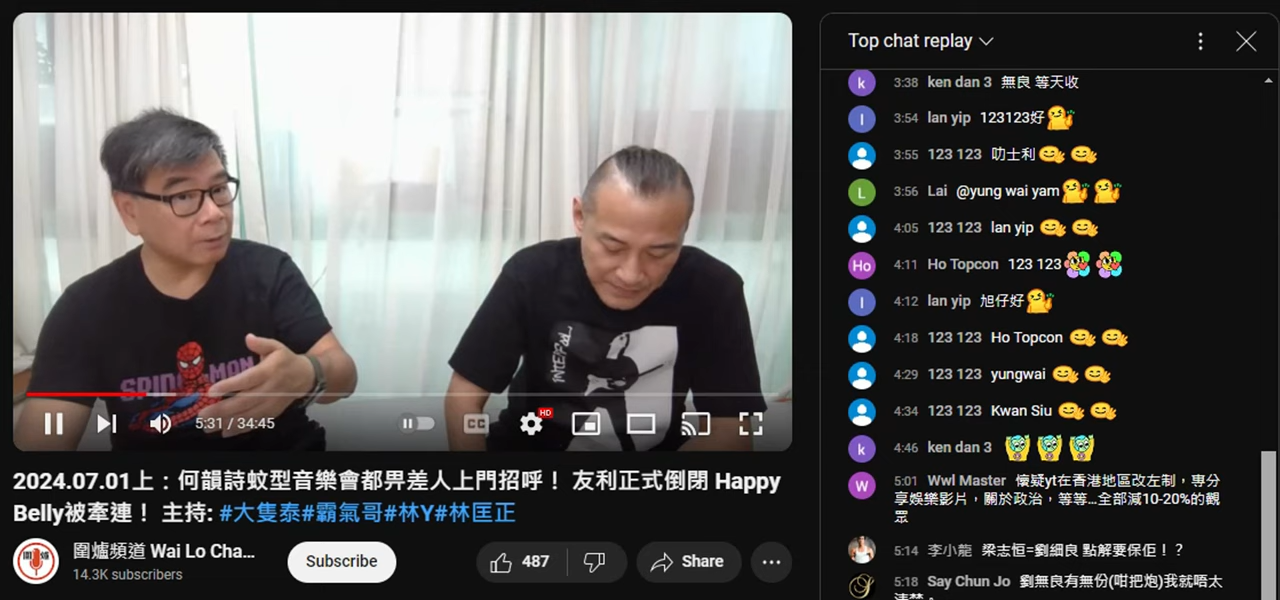 SPIDER-MAN
INTERPOL
5:31 / 34:45
CC
HD
2024.07.01上：何韻詩蚊型音樂會都畀差人上門招呼！ 友利正式倒閉 Happy
Belly被牽連！ 主持: #大隻泰#霸氣哥#林Y#林匡正
圍爐頻道 Wai Lo Cha...
14.3K subscribers
Subscribe
487
Share
Top chat replay
k 3:38 ken dan 3 無良 等天收
l 3:54 lan yip 123123好
3:55 123 123 叻士利
L 3:56 Lai @yung wai yam
4:05 123 123 lan yip
Ho 4:11 Ho Topcon 123 123
l 4:12 lan yip 旭仔好
4:18 123 123 Ho Topcon
4:29 123 123 yungwai
4:34 123 123 Kwan Siu
k 4:46 ken dan 3
W 5:01 Wwl Master 懷疑yt在香港地區改左制，專分
享娛樂影片，關於政治，等等...全部減10-20%的觀
眾
5:14 李小龍 梁志恒=劉細良 點解要保佢！？
5:18 Say Chun Jo 劉無良有無份(咁把炮)我就唔太
清楚。